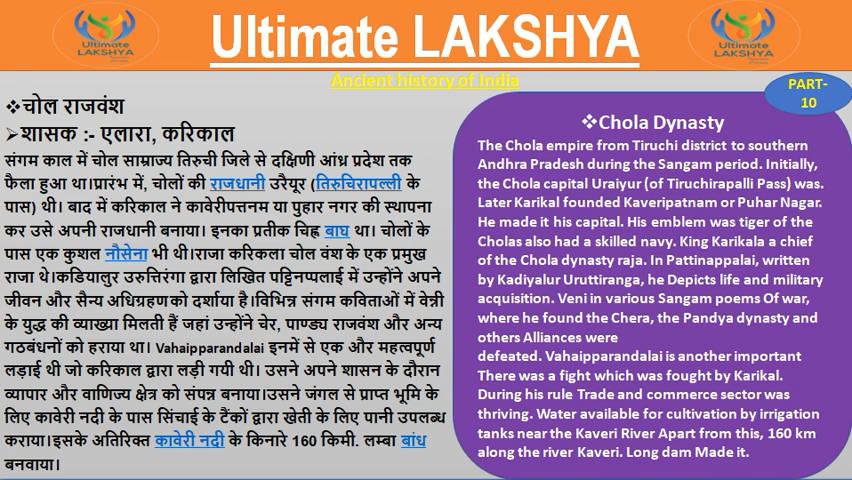 Ultimate
LAKSHYA
Ultimate LAKSHYA
Ultimate
LAKSHYA
Ancient history of India
PART-
10
❖चोल राजवंश
➢शासक :- एलारा, करिकाल
संगम काल में चोल साम्राज्य तिरुची जिले से दक्षिणी आंध्र प्रदेश तक
फैला हुआ था।प्रारंभ में, चोलों की राजधानी उरैयूर (तिरुचिरापल्ली के
पास) थी। बाद में करिकाल ने कावेरीपत्तनम या पुहार नगर की स्थापना
कर उसे अपनी राजधानी बनाया। इनका प्रतीक चिह्न बाघ था। चोलों के
पास एक कुशल नौसेना भी थी।राजा करिकला चोल वंश के एक प्रमुख
राजा थे।कडियालुर उरुत्तिरंगा द्वारा लिखित पट्टिनप्पलाई में उन्होंने अपने
जीवन और सैन्य अधिग्रहण को दर्शाया है।विभिन्न संगम कविताओं में वेन्नी
के युद्ध की व्याख्या मिलती हैं जहां उन्होंने चेर, पाण्ड्य राजवंश और अन्य
गठबंधनों को हराया था। Vahaipparandalai इनमें से एक और महत्वपूर्ण
लड़ाई थी जो करिकाल द्वारा लड़ी गयी थी। उसने अपने शासन के दौरान
व्यापार और वाणिज्य क्षेत्र को संपन्न बनाया।उसने जंगल से प्राप्त भूमि के
लिए कावेरी नदी के पास सिंचाई के टैंकों द्वारा खेती के लिए पानी उपलब्ध
कराया।इसके अतिरिक्त कावेरी नदी के किनारे 160 किमी. लम्बा बांध
बनवाया।
❖Chola Dynasty
The Chola empire from Tiruchi district to southern
Andhra Pradesh during the Sangam period. Initially,
the Chola capital Uraiyur (of Tiruchirapalli Pass) was.
Later Karikal founded Kaveripatnam or Puhar Nagar.
He made it his capital. His emblem was tiger of the
Cholas also had a skilled navy. King Karikala a chief
of the Chola dynasty raja. In Pattinappalai, written
by Kadiyalur Uruttiranga, he Depicts life and military
acquisition. Veni in various Sangam poems Of war,
where he found the Chera, the Pandya dynasty and
others Alliances were
defeated. Vahaipparandalai is another important
There was a fight which was fought by Karikal.
During his rule Trade and commerce sector was
thriving. Water available for cultivation by irrigation
tanks near the Kaveri River Apart from this, 160 km
along the river Kaveri. Long dam Made it.